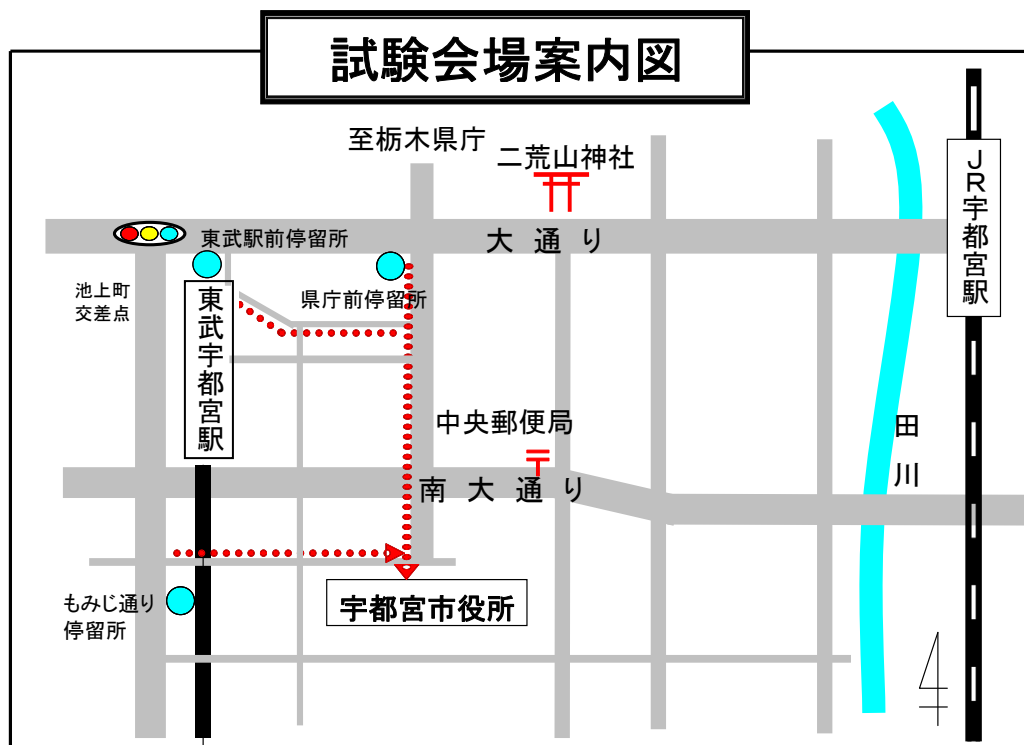 試験会場案内図
至栃木県庁
二荒山神社
JR宇都宮駅
東武駅前停留所
大通り
池上町
交差点
県庁前停留所
東武宇都宮駅
中央郵便局
田川
南大通り
もみじ通り
停留所
宇都宮市役所